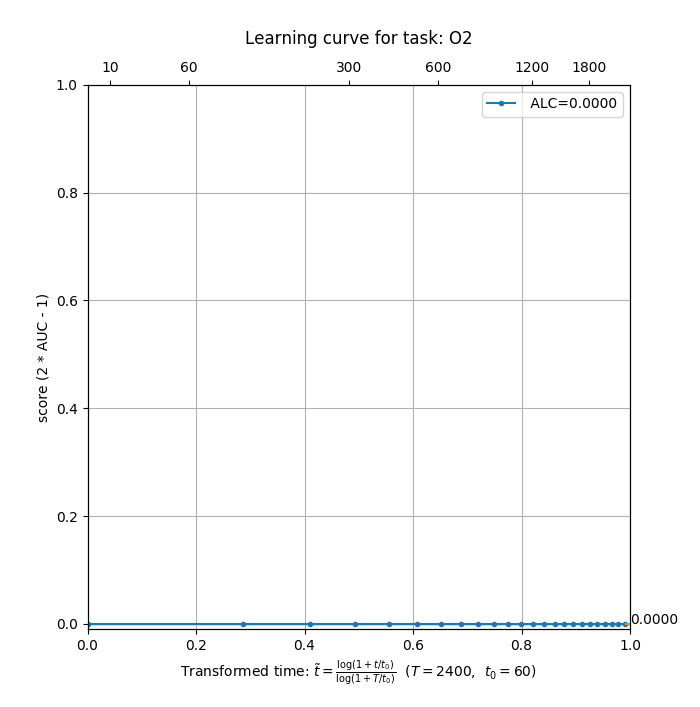 Learning curve for task: O2
10 60 300 600 1200 1800
ALC=0.0000
1.0
0.8
0.6
0.4
0.2
0.0
score (2 * AUC - 1)
0.0000
0.0 0.2 0.4 0.6 0.8 1.0
Transformed time: t̃ = log(1 + t/t₀) / log(1 + T/t₀) (T = 2400, t₀ = 60)